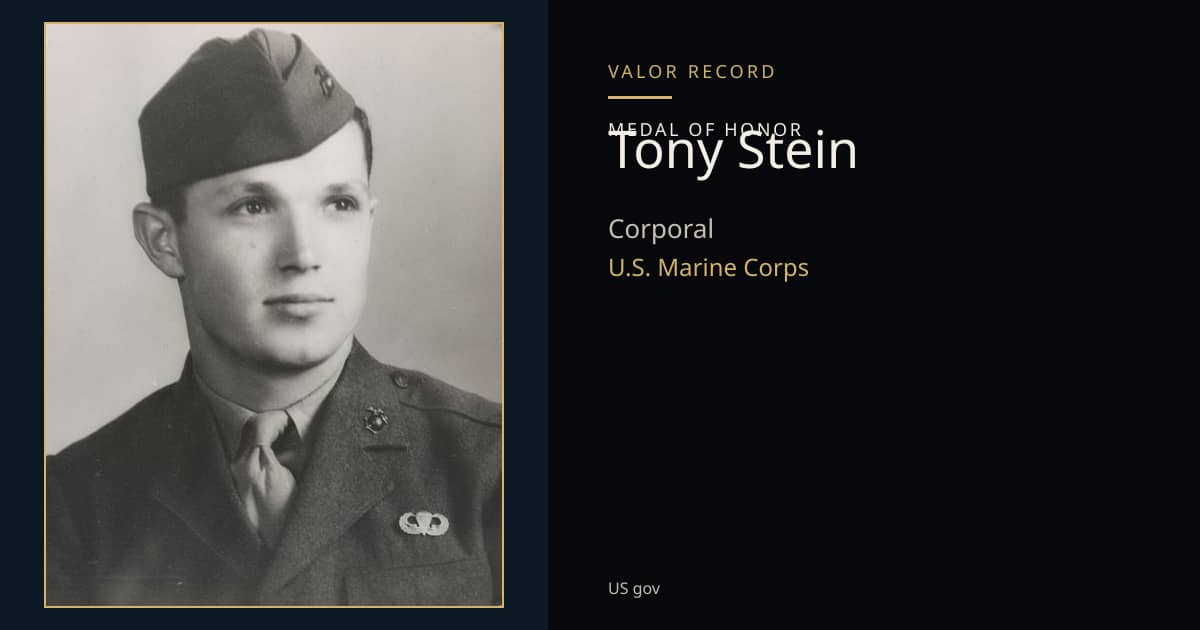 VALOR RECORD
MEDAL OF HONOR
Tony Stein
Corporal
U.S. Marine Corps
US gov